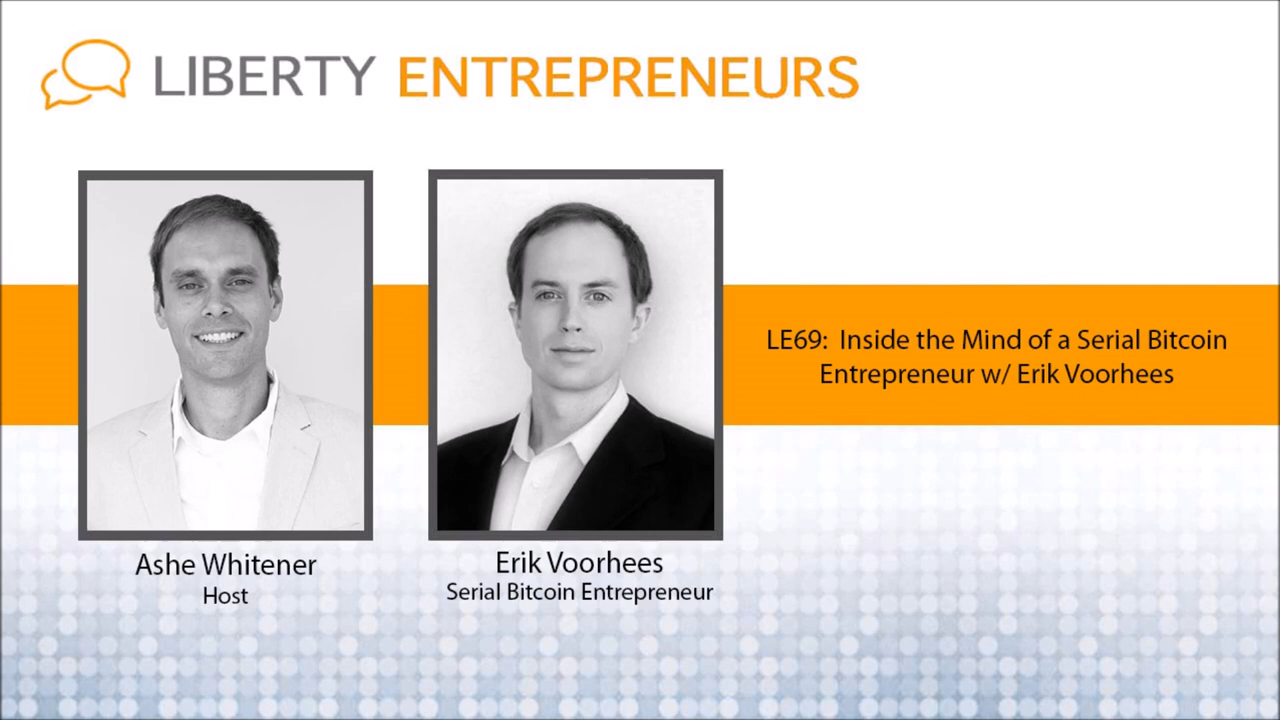 LIBERTY ENTREPRENEURS
LE69: Inside the Mind of a Serial Bitcoin
Entrepreneur w/ Erik Voorhees
Ashe Whitener
Host
Erik Voorhees
Serial Bitcoin Entrepreneur